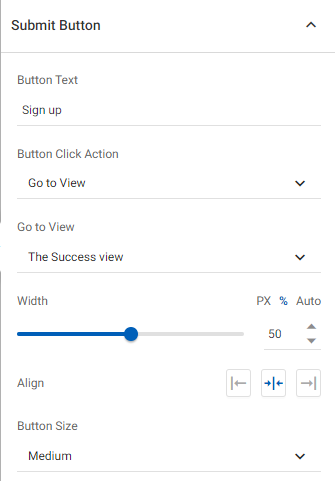 Submit Button
Button Text
Sign up
Button Click Action
Go to View
Go to View
The Success view
Width PX % Auto
50
Align
Button Size
Medium